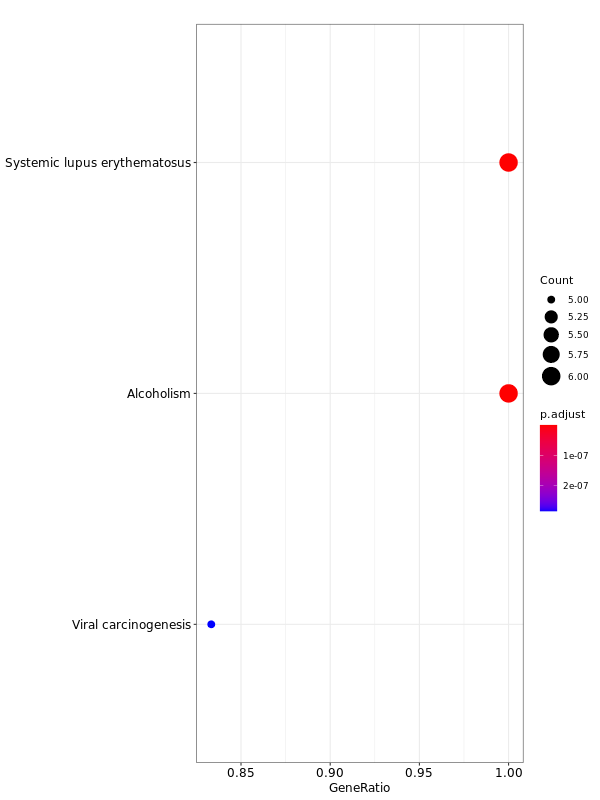 Systemic lupus erythematosus
Alcoholism
Viral carcinogenesis
0.85 0.90 0.95 1.00
GeneRatio
Count
5.00
5.25
5.50
5.75
6.00
p.adjust
1e-07
2e-07